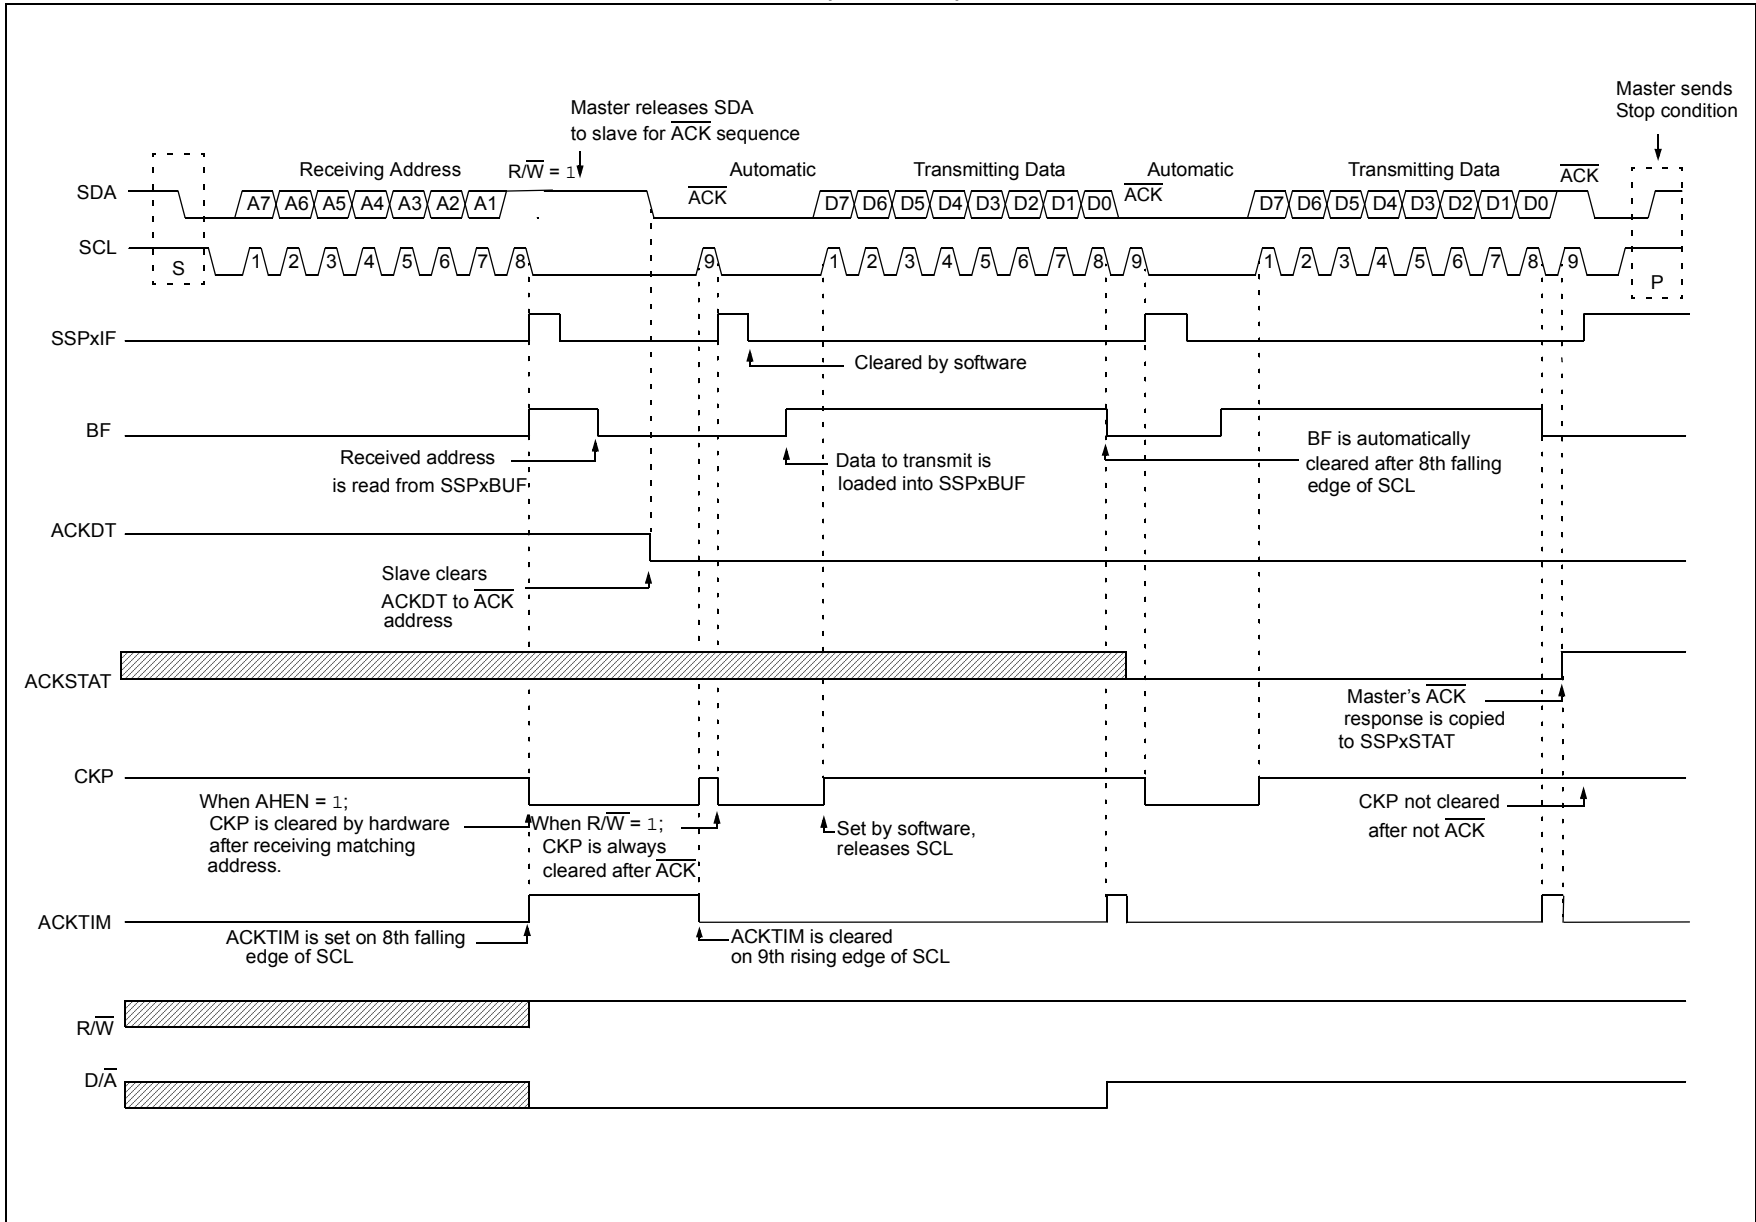 Master sends
Stop condition
Master releases SDA
to slave for ACK sequence
Receiving Address R/W = 1 Automatic Transmitting Data Automatic Transmitting Data ACK
SDA A7 A6 A5 A4 A3 A2 A1 ACK D7 D6 D5 D4 D3 D2 D1 D0 ACK D7 D6 D5 D4 D3 D2 D1 D0
SCL S 1 2 3 4 5 6 7 8 9 1 2 3 4 5 6 7 8 9 1 2 3 4 5 6 7 8 9 P
SSPxIF
Cleared by software
BF
Received address
is read from SSPxBUF
Data to transmit is
loaded into SSPxBUF
BF is automatically
cleared after 8th falling
edge of SCL
ACKDT
Slave clears
ACKDT to ACK
address
ACKSTAT
Master's ACK
response is copied
to SSPxSTAT
CKP
When AHEN = 1;
CKP is cleared by hardware
after receiving matching
address.
When R/W = 1;
CKP is always
cleared after ACK
Set by software,
releases SCL
CKP not cleared
after not ACK
ACKTIM
ACKTIM is set on 8th falling
edge of SCL
ACKTIM is cleared
on 9th rising edge of SCL
R/W
D/A